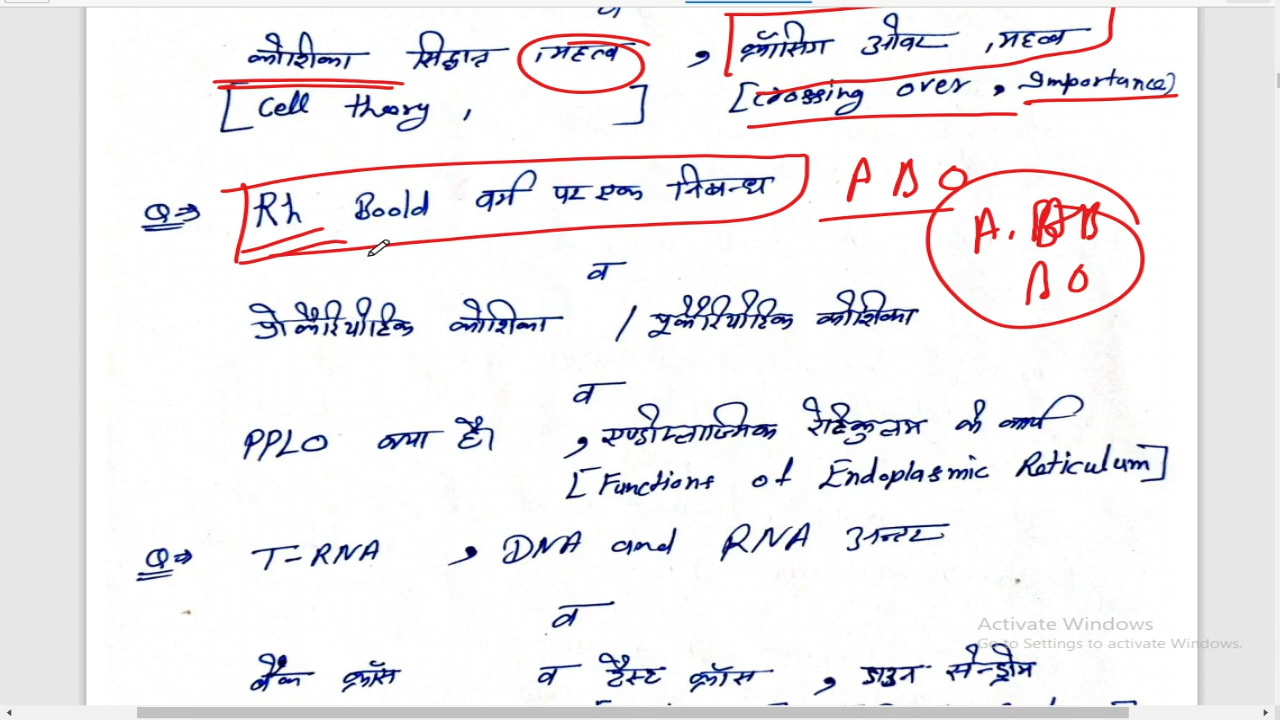 कोशिका सिद्धान्त , महत्व , क्रॉसिंग ओवर , महत्व
[ Cell theory , ] [crossing over , Importance]
Q⇒ Rh Boold वर्ग पर एक निबन्ध A B O
A. B AB
व
प्रोकैरियोटिक कोशिका / यूकैरियोटिक कोशिका
व
PPLO क्या है। , एण्डोप्लाज्मिक रेटिकुलम के कार्य
[Functions of Endoplasmic Reticulum]
Q⇒ T-RNA , DNA and RNA अन्तर
व
Activate Windows
Go to Settings to activate Windows.
बैक क्रॉस व टैस्ट क्रॉस , डाउन सेन्ड्रोम